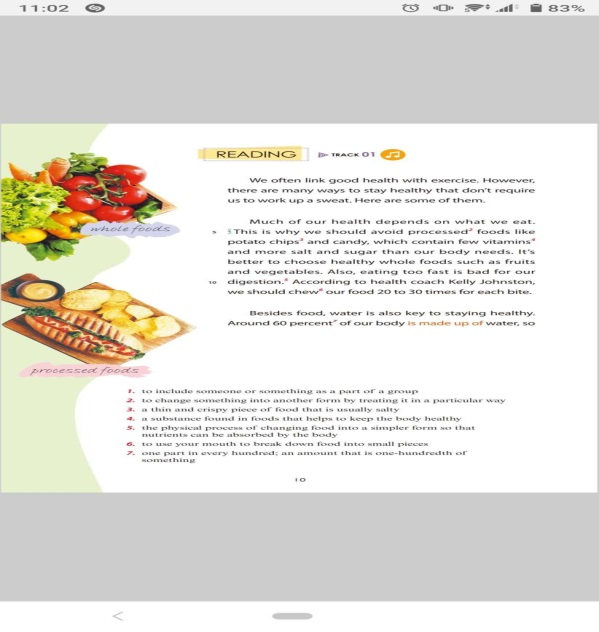 11:02
83%
READING
TRACK 01
We often link good health with exercise. However,
there are many ways to stay healthy that don't require
us to work up a sweat. Here are some of them.
Much of our health depends on what we eat.
5 §This is why we should avoid processed² foods like
potato chips³ and candy, which contain few vitamins⁴
and more salt and sugar than our body needs. It's
better to choose healthy whole foods such as fruits
and vegetables. Also, eating too fast is bad for our
10 digestion.⁵ According to health coach Kelly Johnston,
we should chew⁶ our food 20 to 30 times for each bite.
Besides food, water is also key to staying healthy.
Around 60 percent⁷ of our body is made up of water, so
whole foods
processed foods
1. to include someone or something as a part of a group
2. to change something into another form by treating it in a particular way
3. a thin and crispy piece of food that is usually salty
4. a substance found in foods that helps to keep the body healthy
5. the physical process of changing food into a simpler form so that
nutrients can be absorbed by the body
6. to use your mouth to break down food into small pieces
7. one part in every hundred; an amount that is one-hundredth of
something
10